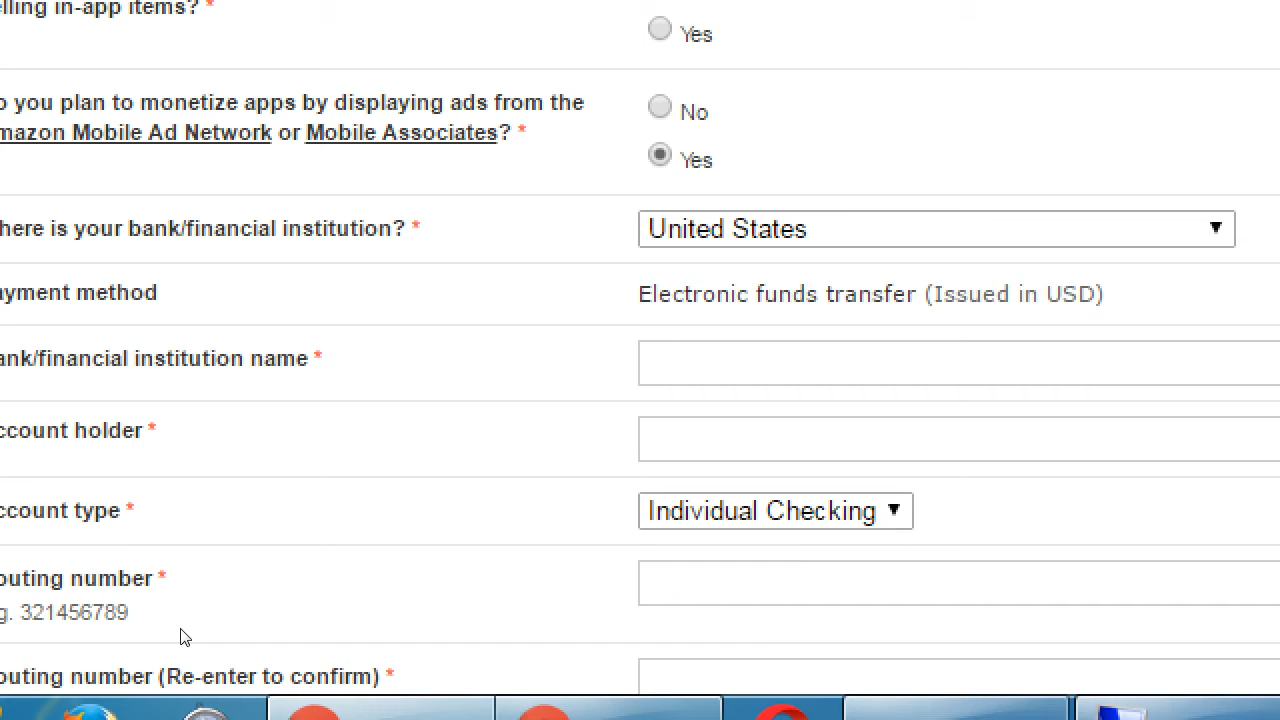 lling in-app items? *
Yes
o you plan to monetize apps by displaying ads from the
mazon Mobile Ad Network or Mobile Associates? *
No
Yes
here is your bank/financial institution? *
United States
ayment method
Electronic funds transfer (Issued in USD)
ank/financial institution name *
ccount holder *
ccount type *
Individual Checking
outing number *
g. 321456789
outing number (Re-enter to confirm) *